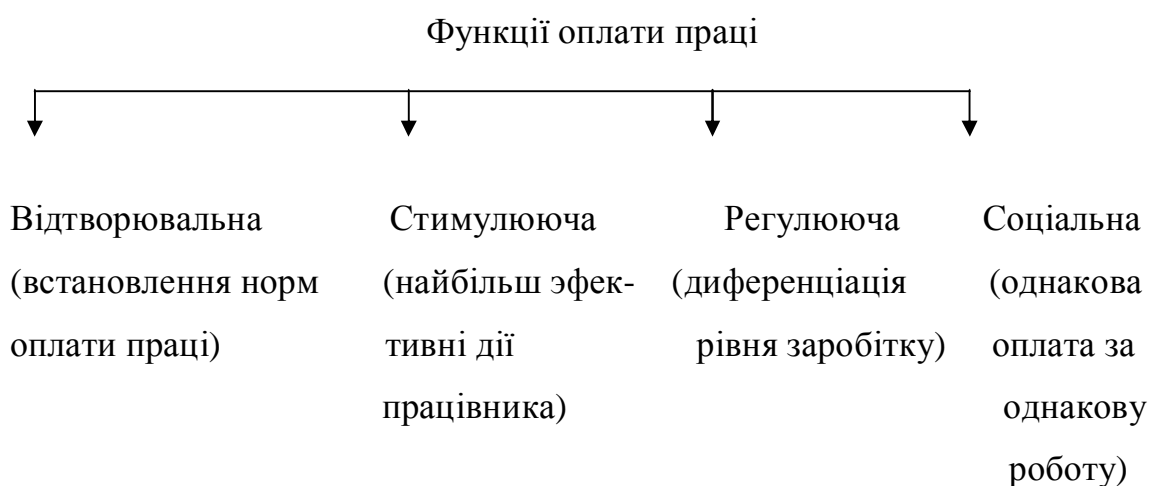 Функції оплати праці
Відтворювальна Стимулююча Регулююча Соціальна
(встановлення норм (найбільш эфек- (диференціація (однакова
оплати праці) тивні дії рівня заробітку) оплата за
працівника) однакову
роботу)